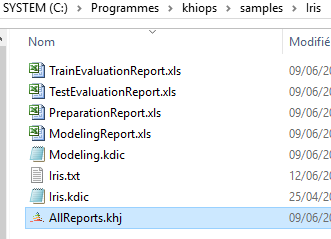 SYSTEM (C:) > Programmes > khiops > samples > Iris
Nom Modifié
TrainEvaluationReport.xls 09/06/20
TestEvaluationReport.xls 09/06/20
PreparationReport.xls 09/06/20
ModelingReport.xls 09/06/20
Modeling.kdic 09/06/20
Iris.txt 12/06/20
Iris.kdic 25/04/20
AllReports.khj 09/06/20